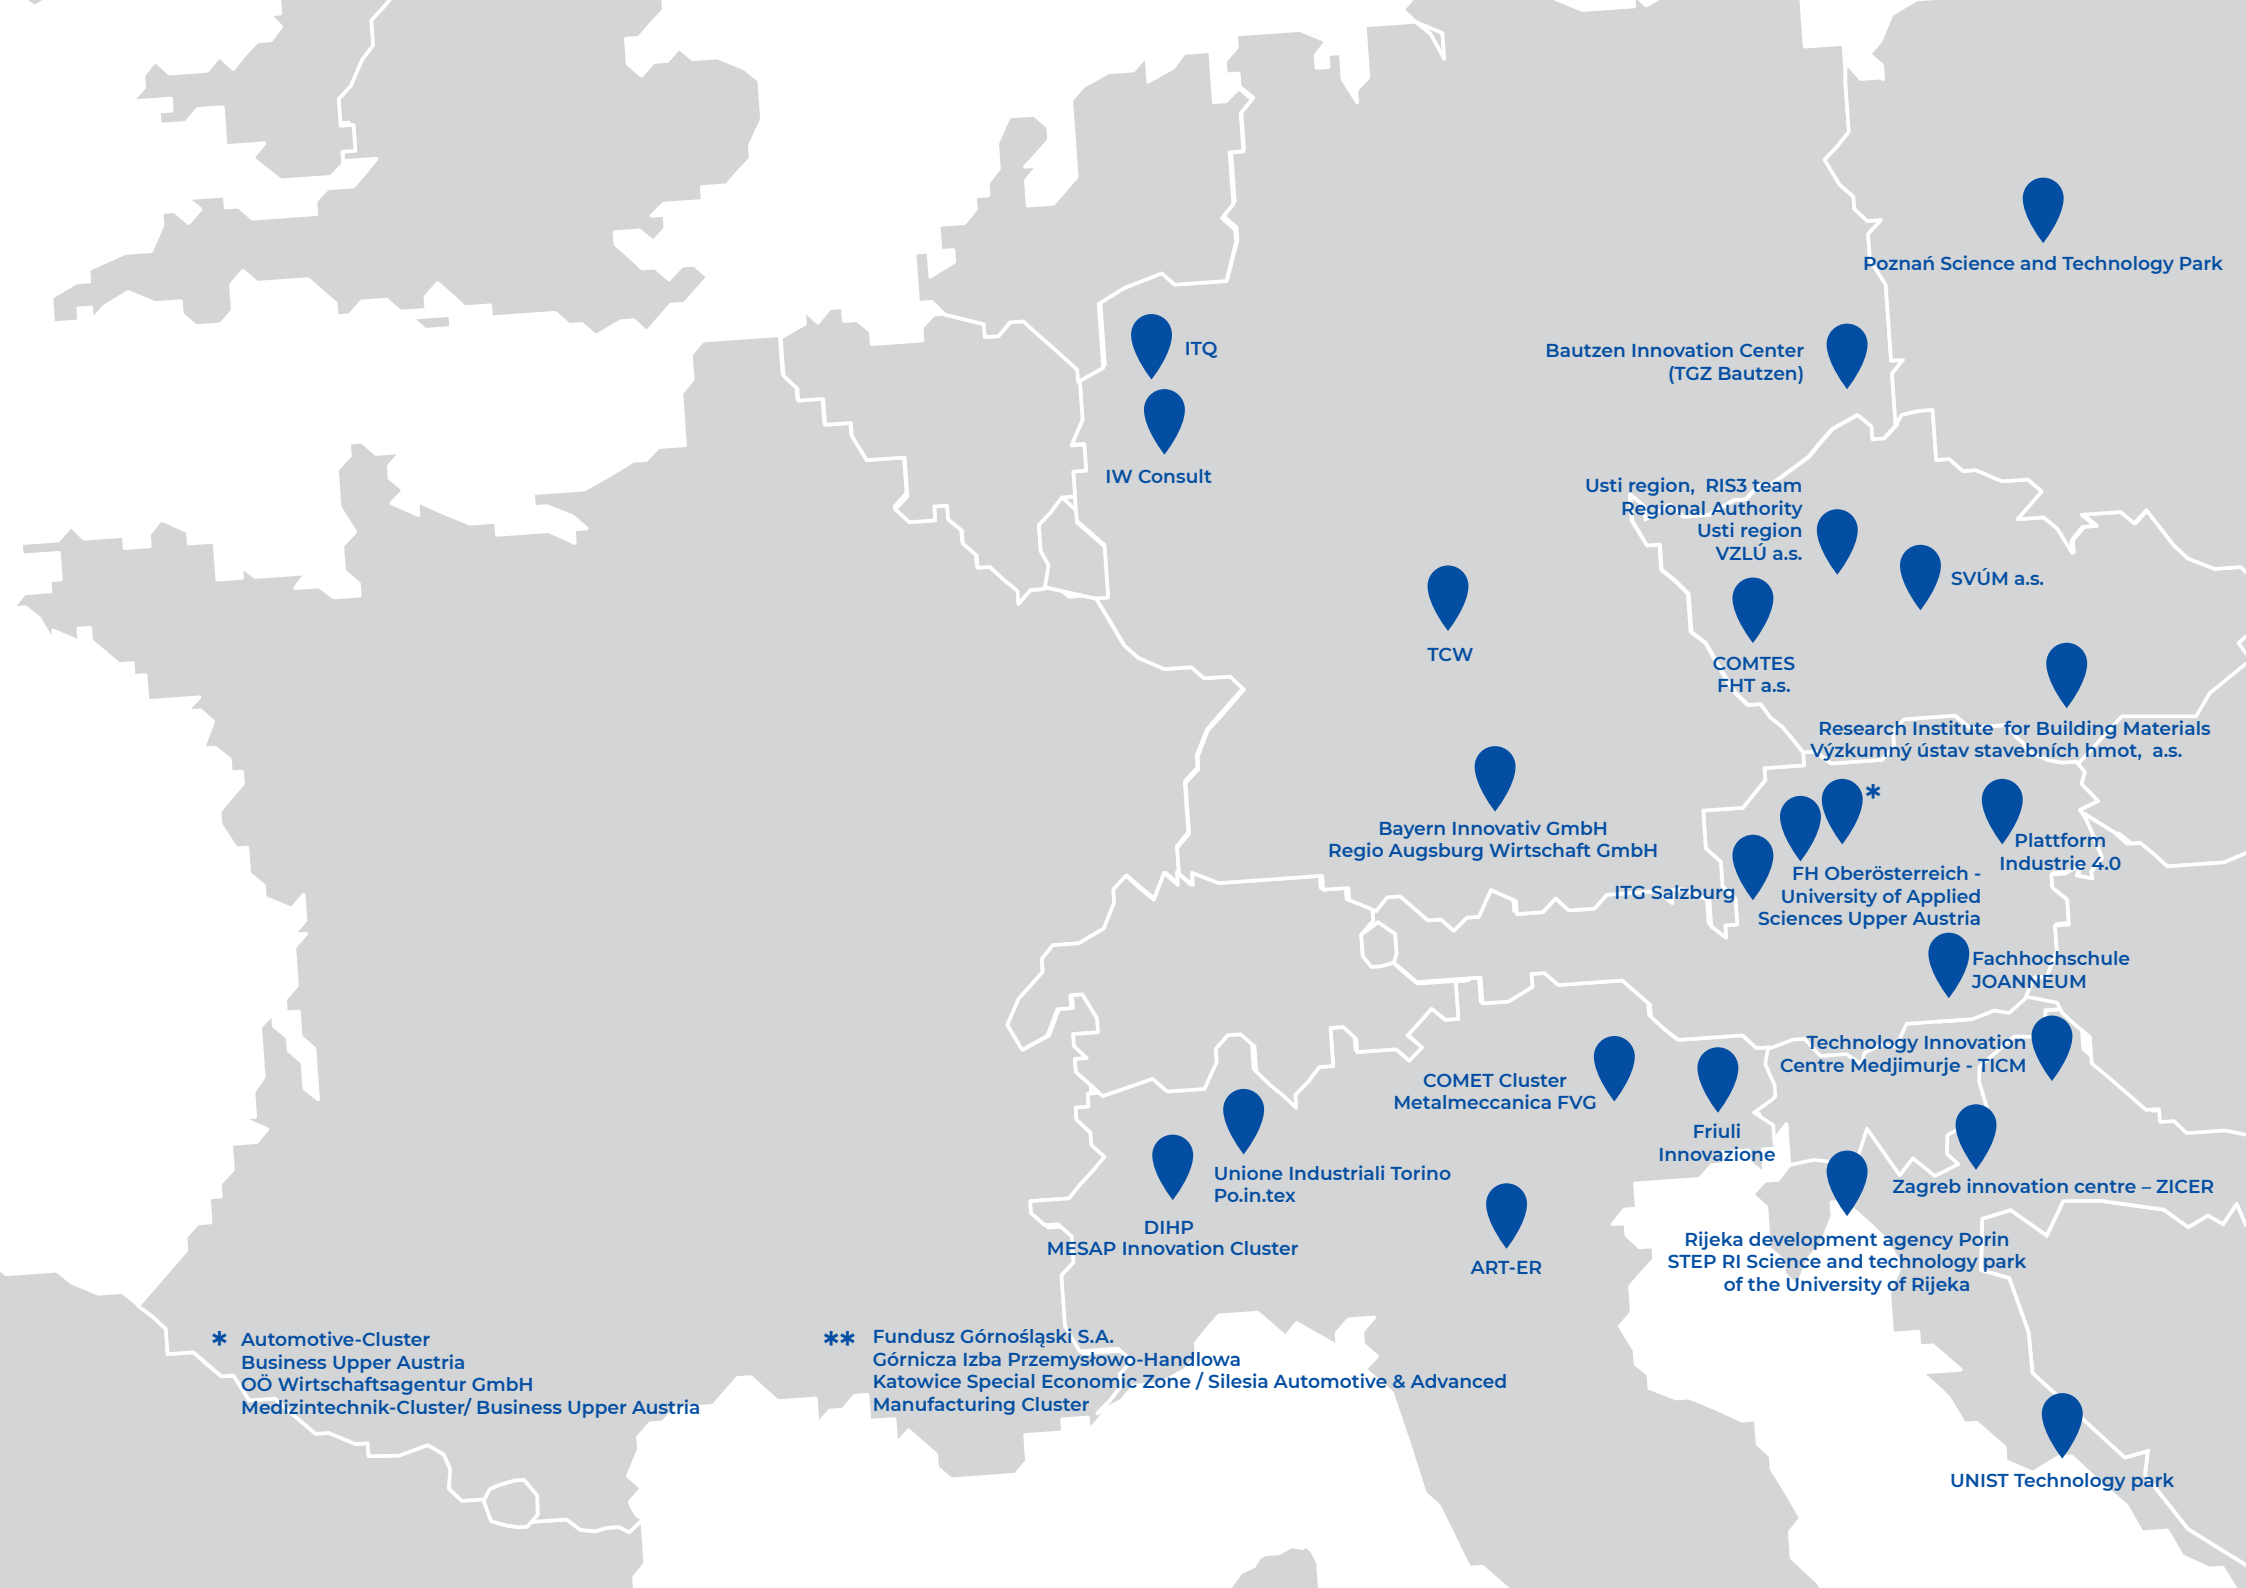 Poznań Science and Technology Park
ITQ
Bautzen Innovation Center
(TGZ Bautzen)
IW Consult
Usti region, RIS3 team
Regional Authority
Usti region
VZLÚ a.s.
SVÚM a.s.
TCW
COMTES
FHT a.s.
Research Institute for Building Materials
Výzkumný ústav stavebních hmot, a.s.
*
Bayern Innovativ GmbH
Regio Augsburg Wirtschaft GmbH
Plattform
Industrie 4.0
ITG Salzburg
FH Oberösterreich -
University of Applied
Sciences Upper Austria
Fachhochschule
JOANNEUM
Technology Innovation
Centre Medjimurje - TICM
COMET Cluster
Metalmeccanica FVG
Friuli
Innovazione
Unione Industriali Torino
Po.in.tex
Zagreb innovation centre – ZICER
DIHP
MESAP Innovation Cluster
ART-ER
Rijeka development agency Porin
STEP RI Science and technology park
of the University of Rijeka
* Automotive-Cluster
Business Upper Austria
OÖ Wirtschaftsagentur GmbH
Medizintechnik-Cluster/ Business Upper Austria
** Fundusz Górnośląski S.A.
Górnicza Izba Przemysłowo-Handlowa
Katowice Special Economic Zone / Silesia Automotive & Advanced
Manufacturing Cluster
UNIST Technology park